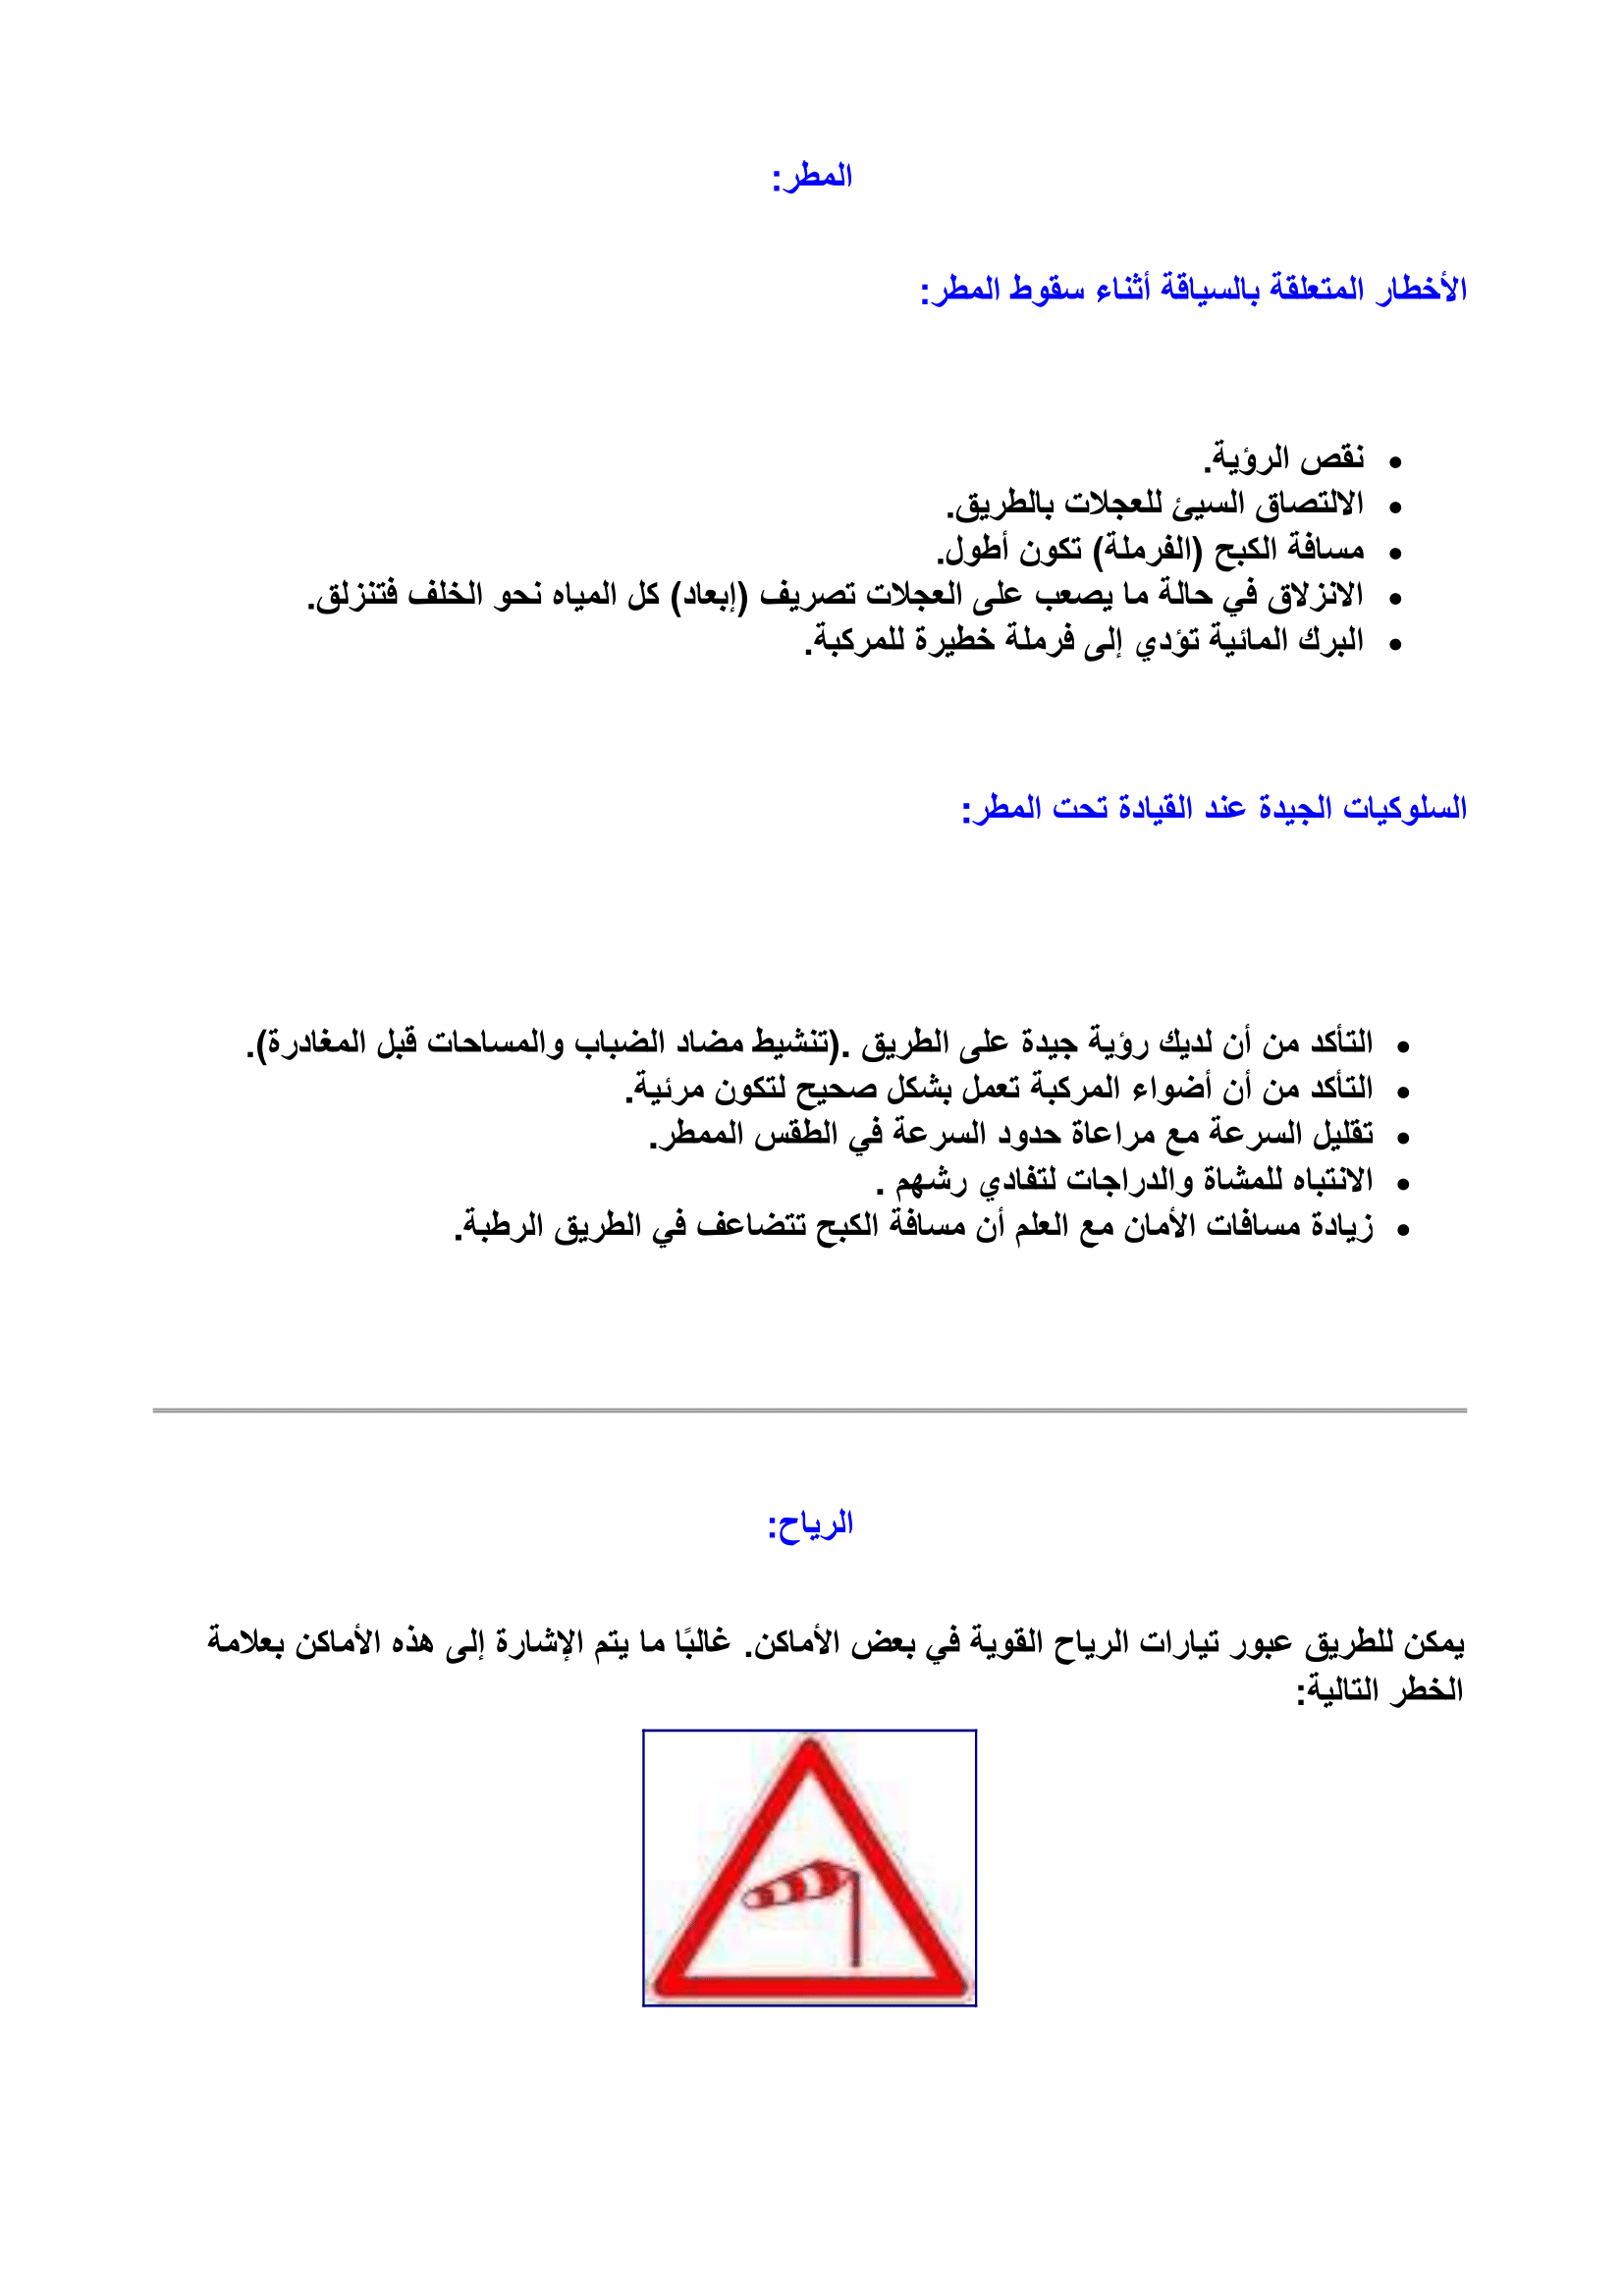 المطر:
الأخطار المتعلقة بالسياقة أثناء سقوط المطر:
• نقص الرؤية.
• الالتصاق السيئ للعجلات بالطريق.
• مسافة الكبح (الفرملة) تكون أطول.
• الانزلاق في حالة ما يصعب على العجلات تصريف (إبعاد) كل المياه نحو الخلف فتنزلق.
• البرك المائية تؤدي إلى فرملة خطيرة للمركبة.
السلوكيات الجيدة عند القيادة تحت المطر:
• التأكد من أن لديك رؤية جيدة على الطريق .(تنشيط مضاد الضباب والمساحات قبل المغادرة).
• التأكد من أن أضواء المركبة تعمل بشكل صحيح لتكون مرئية.
• تقليل السرعة مع مراعاة حدود السرعة في الطقس الممطر.
• الانتباه للمشاة والدراجات لتفادي رشهم .
• زيادة مسافات الأمان مع العلم أن مسافة الكبح تتضاعف في الطريق الرطبة.
الرياح:
يمكن للطريق عبور تيارات الرياح القوية في بعض الأماكن. غالبًا ما يتم الإشارة إلى هذه الأماكن بعلامة
الخطر التالية: